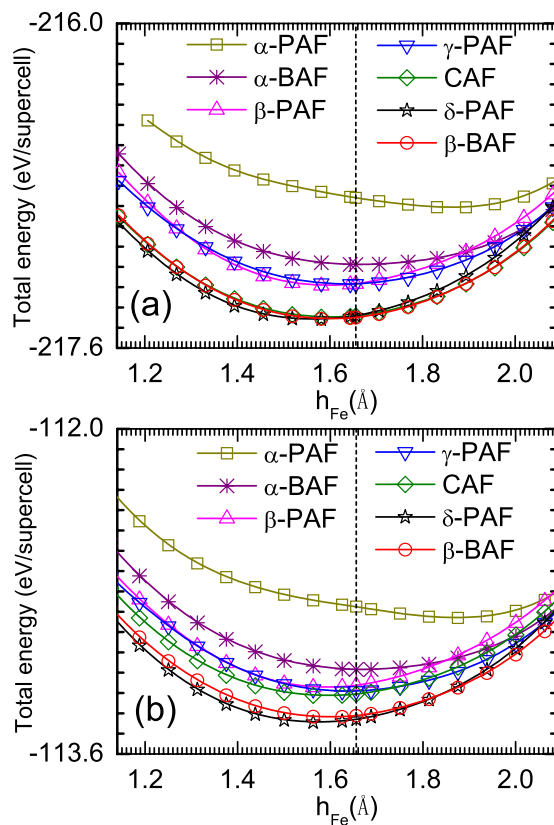 -216.0
α-PAF
α-BAF
β-PAF
γ-PAF
CAF
δ-PAF
β-BAF
Total energy (eV/supercell)
(a)
-217.6
1.2 1.4 1.6 1.8 2.0
hFe(Å)
-112.0
α-PAF
α-BAF
β-PAF
γ-PAF
CAF
δ-PAF
β-BAF
Total energy (eV/supercell)
(b)
-113.6
1.2 1.4 1.6 1.8 2.0
hFe(Å)